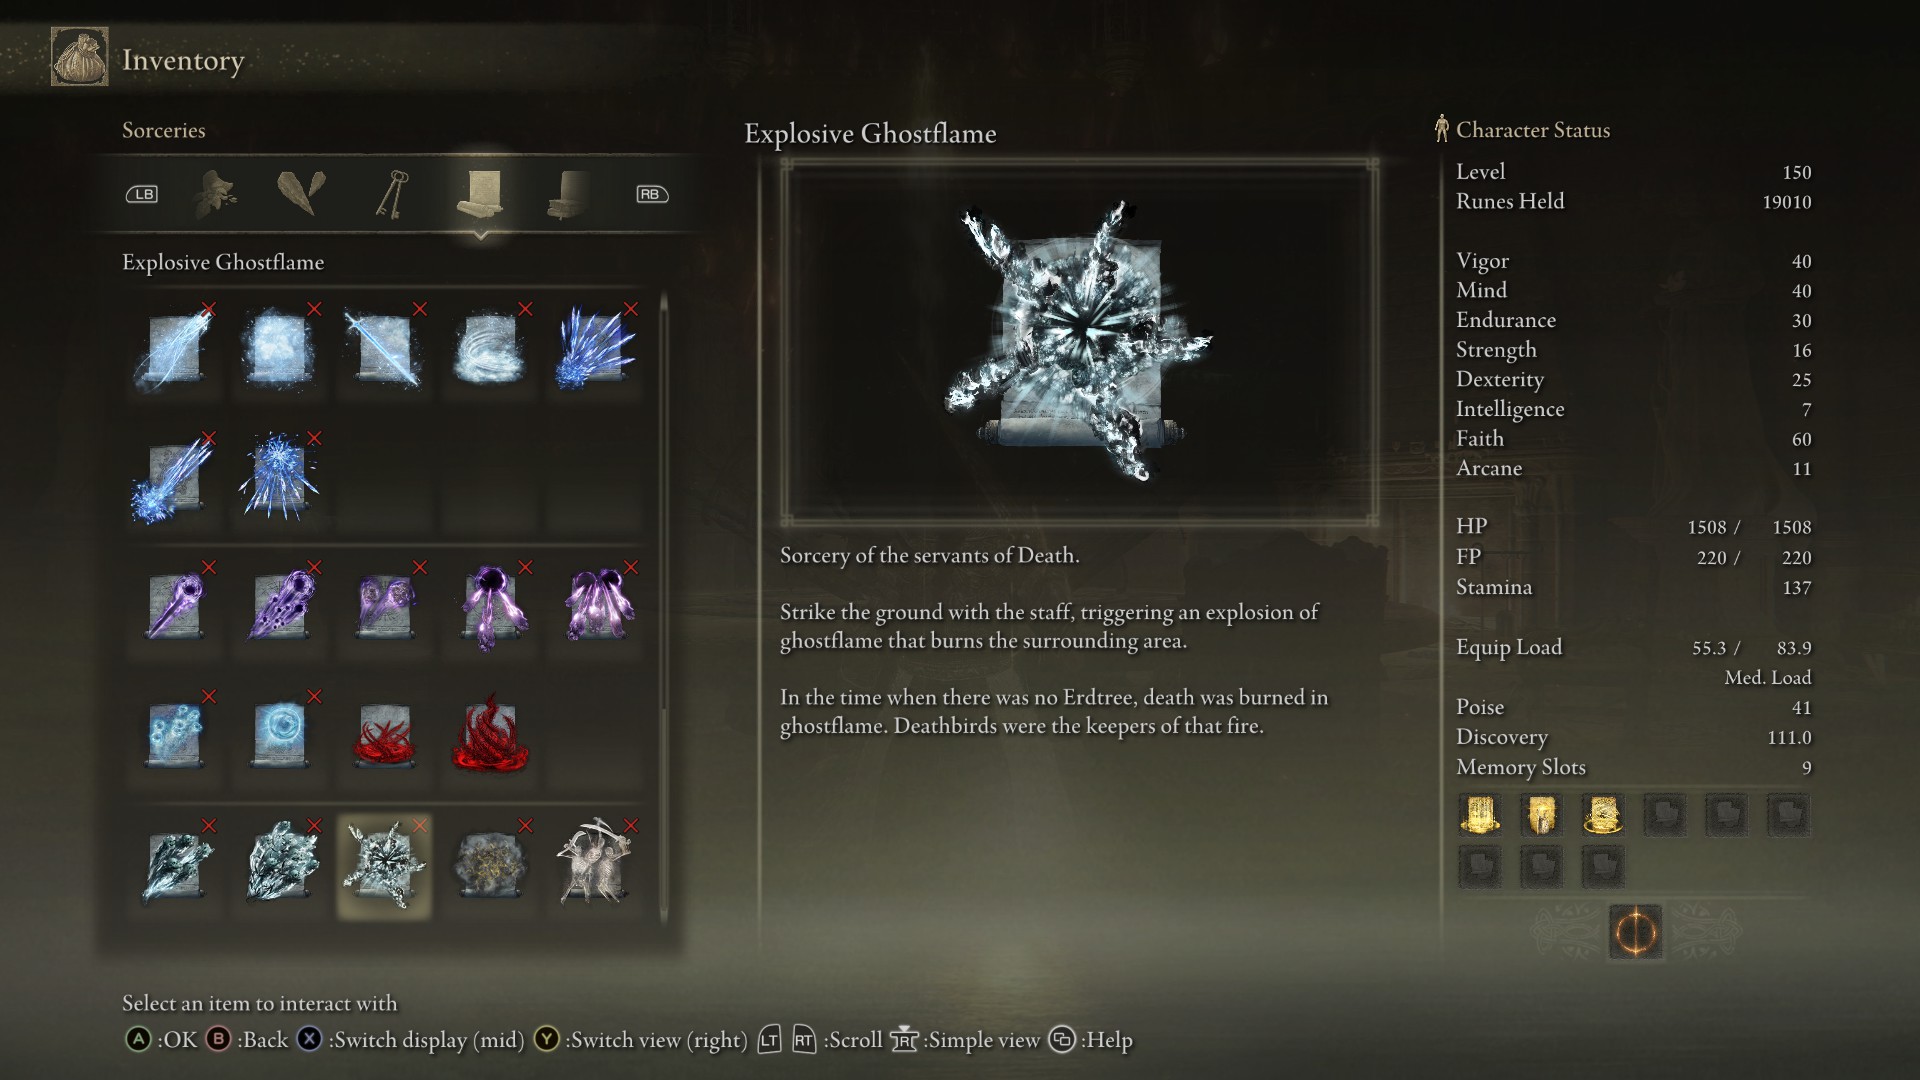 Inventory
Sorceries
LB
RB
Explosive Ghostflame
Explosive Ghostflame
Sorcery of the servants of Death.
Strike the ground with the staff, triggering an explosion of
ghostflame that burns the surrounding area.
In the time when there was no Erdtree, death was burned in
ghostflame. Deathbirds were the keepers of that fire.
Character Status
Level 150
Runes Held 19010
Vigor 40
Mind 40
Endurance 30
Strength 16
Dexterity 25
Intelligence 7
Faith 60
Arcane 11
HP 1508 / 1508
FP 220 / 220
Stamina 137
Equip Load 55.3 / 83.9
Med. Load
Poise 41
Discovery 111.0
Memory Slots 9
Select an item to interact with
A :OK B :Back X :Switch display (mid) Y :Switch view (right) LT RT :Scroll R :Simple view :Help